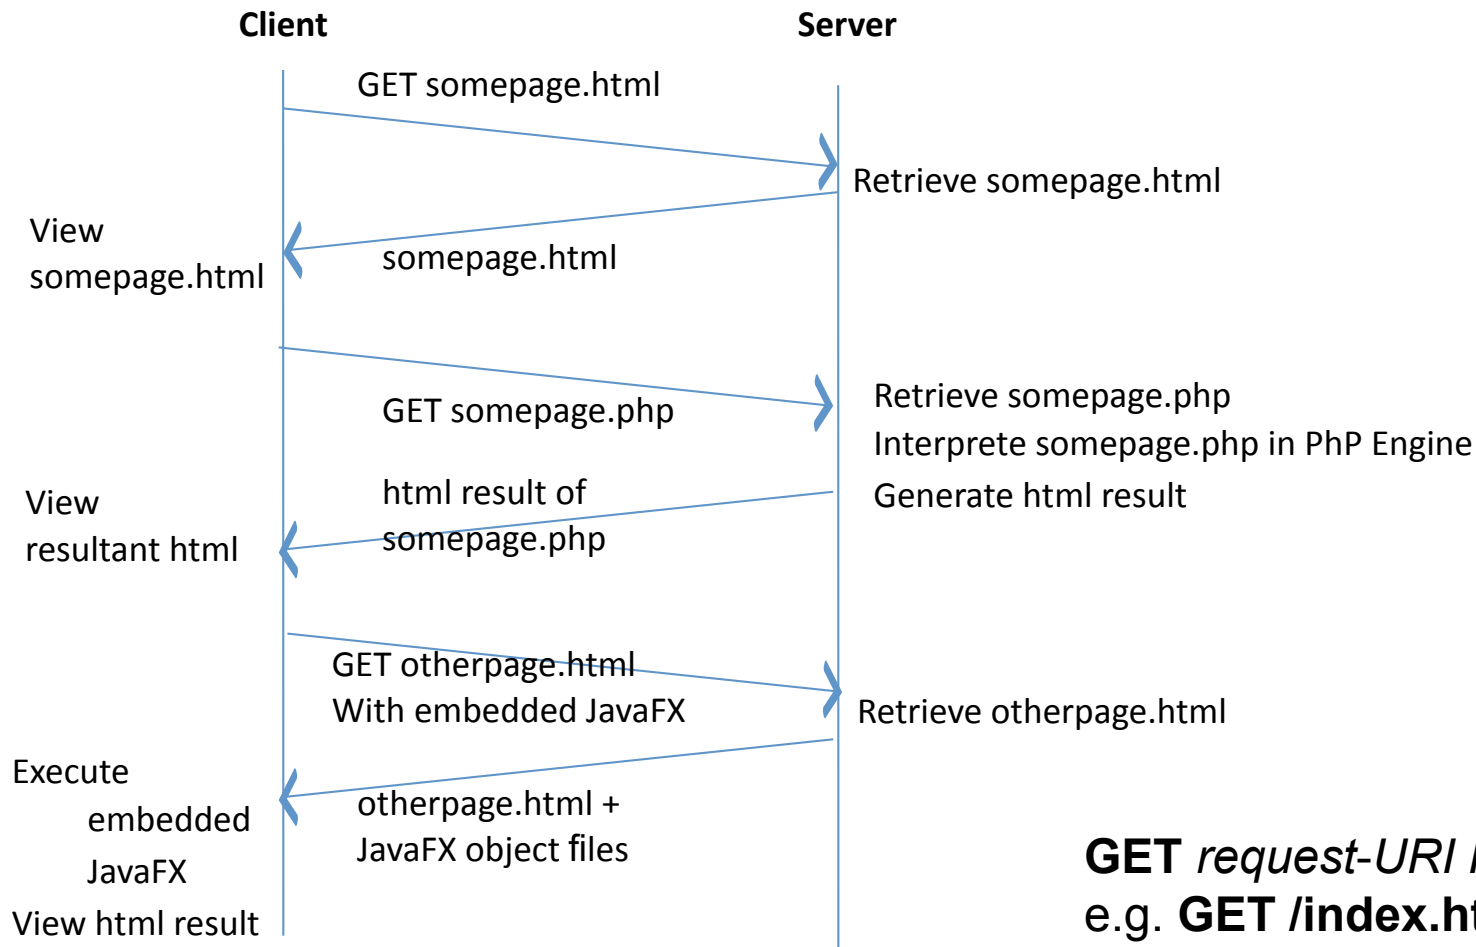 Client
Server
GET somepage.html
Retrieve somepage.html
View
somepage.html
somepage.html
GET somepage.php
Retrieve somepage.php
Interprete somepage.php in PhP Engine
Generate html result
html result of
somepage.php
View
resultant html
GET otherpage.html
With embedded JavaFX
Retrieve otherpage.html
otherpage.html +
JavaFX object files
Execute
embedded
JavaFX
View html result
GET request-URI
e.g. GET /index.ht